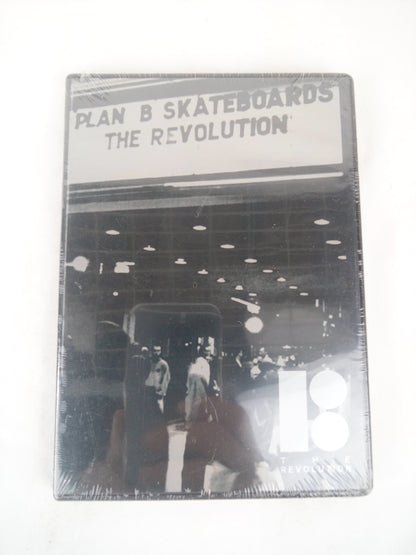 PLAN B SKATEBOARDS
THE REVOLUTION
THE
REVOLUTION